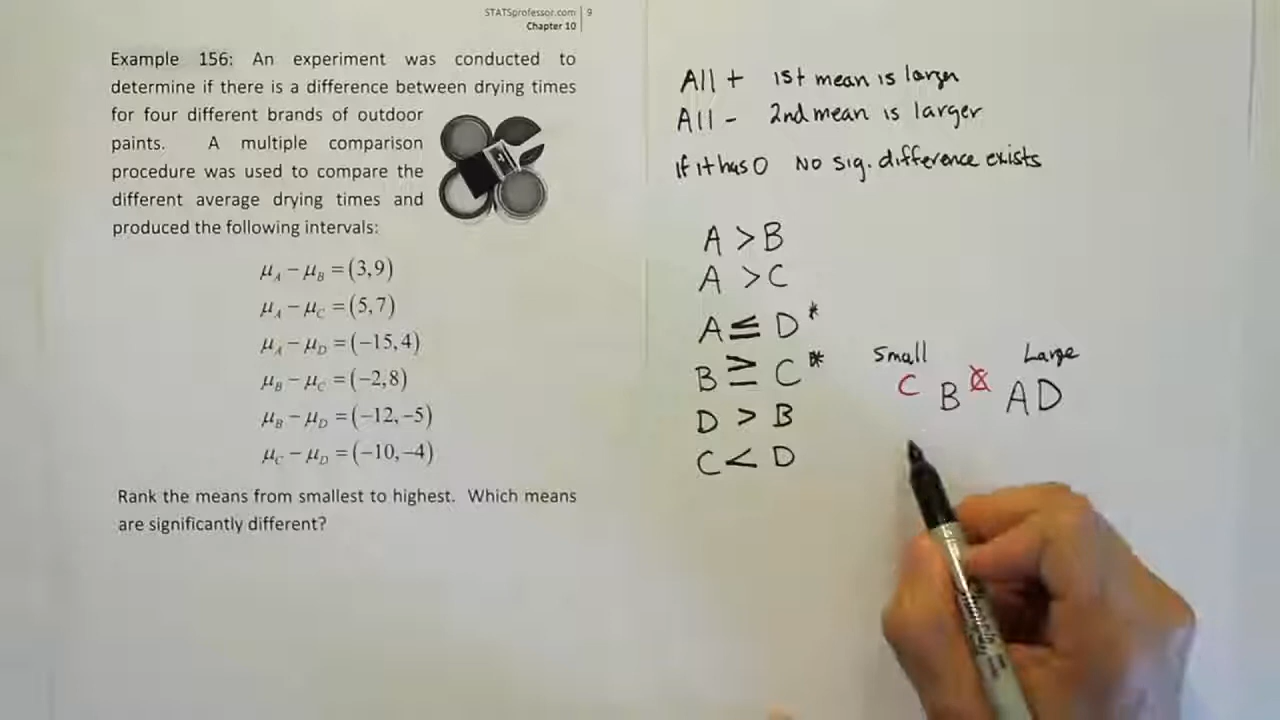 STATSprofessor.com | 9
Chapter 10
Example 156: An experiment was conducted to
determine if there is a difference between drying times
for four different brands of outdoor
paints. A multiple comparison
procedure was used to compare the
different average drying times and
produced the following intervals:
μA − μB = (3,9)
μA − μC = (5,7)
μA − μD = (−15,4)
μB − μC = (−2,8)
μB − μD = (−12,−5)
μC − μD = (−10,−4)
Rank the means from smallest to highest. Which means
are significantly different?
All + 1st mean is larger
All - 2nd mean is larger
If it has 0 No sig. difference exists
A > B
A > C
A ≤ D*
B ≥ C*
D > B
C < D
Small Large
C B A D